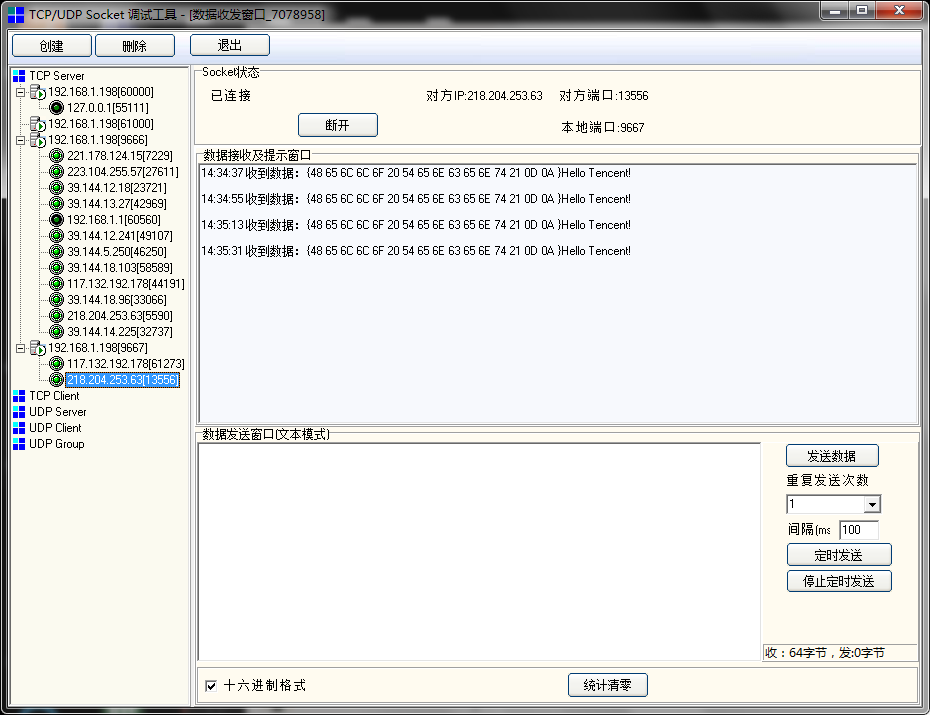 TCP/UDP Socket 调试工具 - [数据收发窗口_7078958]
创建 删除 退出
TCP Server
192.168.1.198[60000]
127.0.0.1[55111]
192.168.1.198[61000]
192.168.1.198[9666]
221.178.124.15[7229]
223.104.255.57[27611]
39.144.12.18[23721]
39.144.13.27[42969]
192.168.1.1[60560]
39.144.12.241[49107]
39.144.5.250[46250]
39.144.18.103[58589]
117.132.192.178[44191]
39.144.18.96[33066]
218.204.253.63[5590]
39.144.14.225[32737]
192.168.1.198[9667]
117.132.192.178[61273]
218.204.253.63[13556]
TCP Client
UDP Server
UDP Client
UDP Group
Socket状态
已连接 对方IP:218.204.253.63 对方端口:13556
断开 本地端口:9667
数据接收及提示窗口
14:34:37 收到数据：{48 65 6C 6C 6F 20 54 65 6E 63 65 6E 74 21 0D 0A }Hello Tencent!
14:34:55 收到数据：{48 65 6C 6C 6F 20 54 65 6E 63 65 6E 74 21 0D 0A }Hello Tencent!
14:35:13 收到数据：{48 65 6C 6C 6F 20 54 65 6E 63 65 6E 74 21 0D 0A }Hello Tencent!
14:35:31 收到数据：{48 65 6C 6C 6F 20 54 65 6E 63 65 6E 74 21 0D 0A }Hello Tencent!
数据发送窗口(文本模式)
发送数据
重复发送次数
1
间隔(ms 100
定时发送
停止定时发送
收：64字节，发:0字节
十六进制格式 统计清零